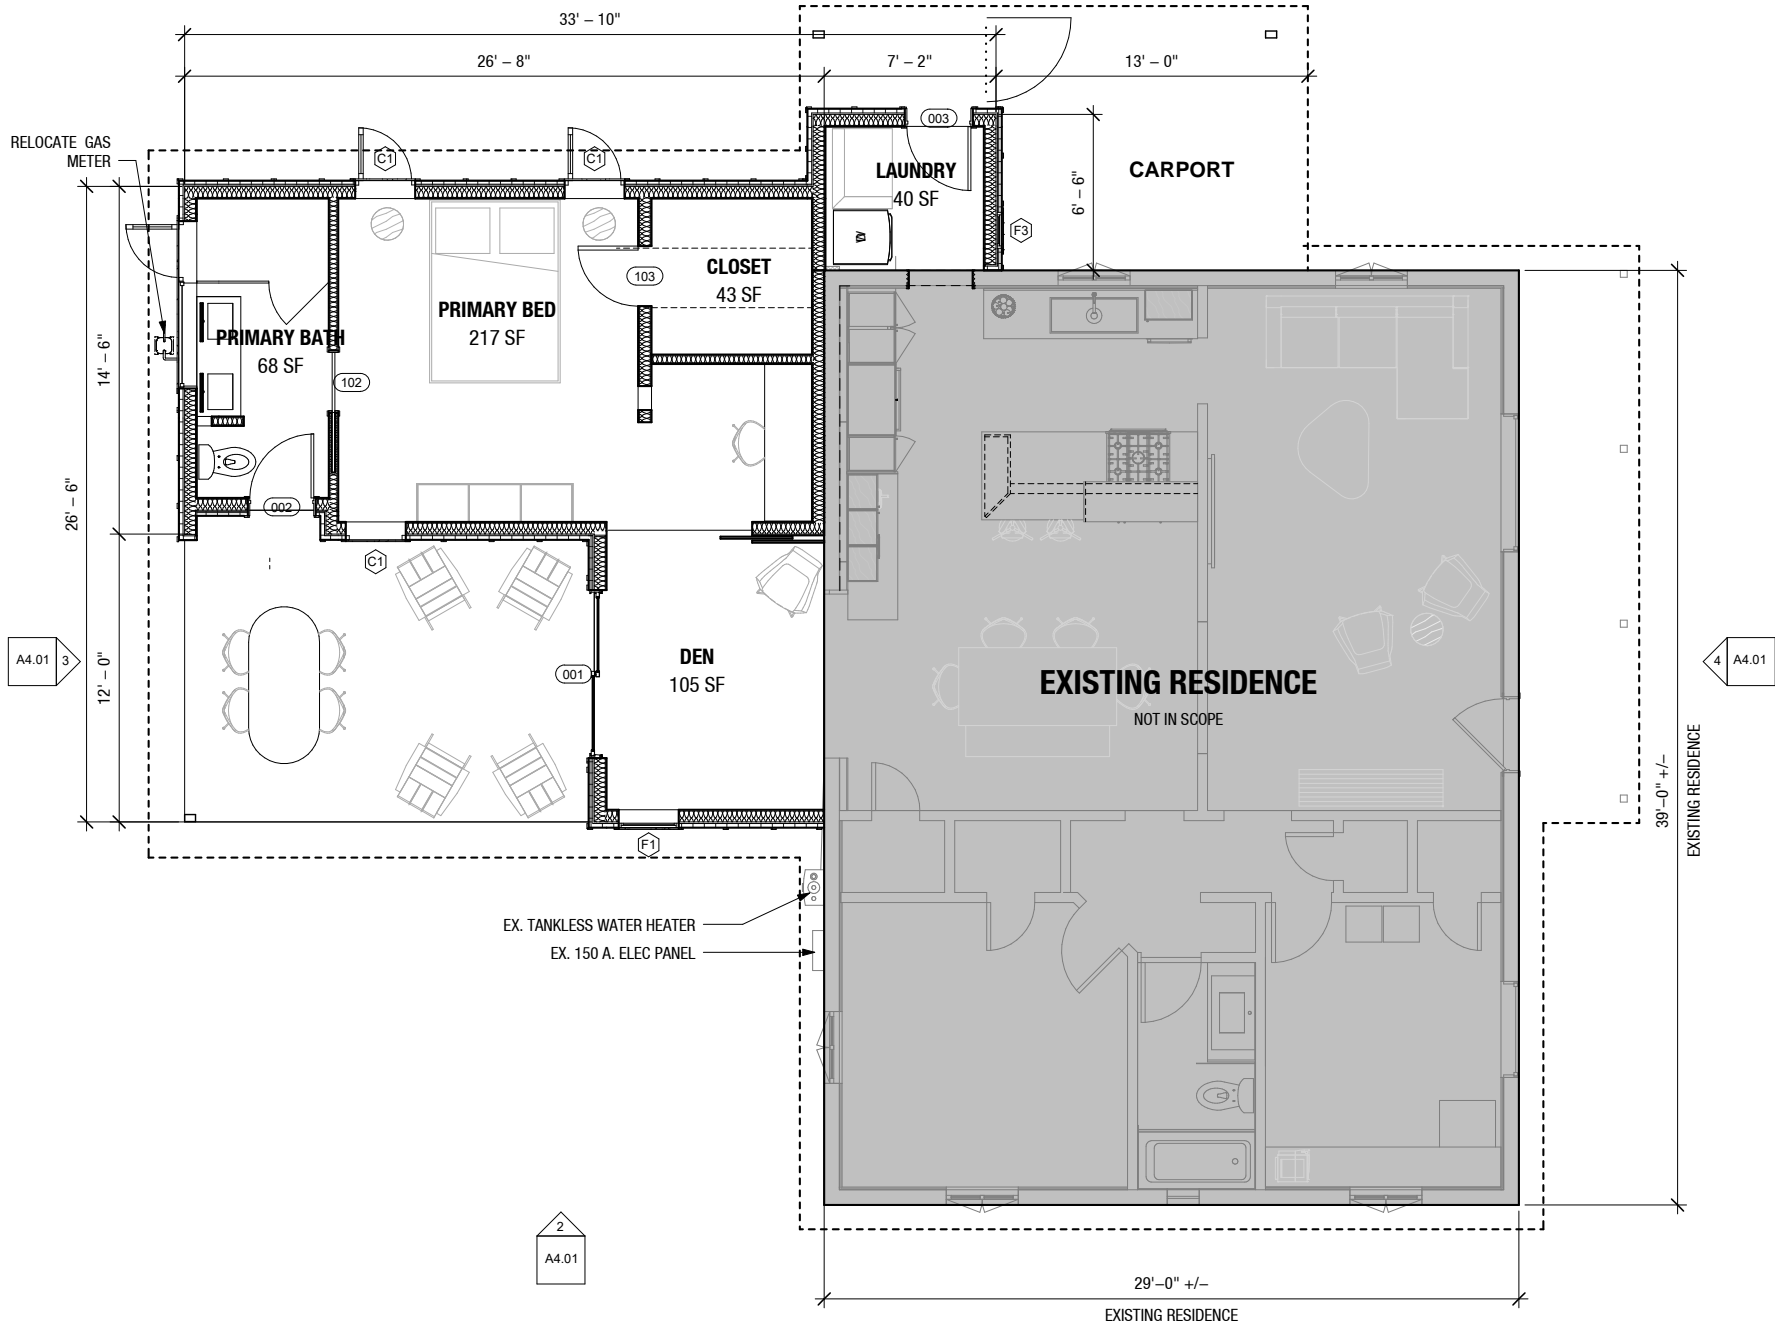 33' – 10"
26' – 8"
7' – 2"
13' – 0"
RELOCATE GAS
METER
C1
C1
003
LAUNDRY
40 SF
CARPORT
6' – 6"
F3
CLOSET
43 SF
103
PRIMARY BED
217 SF
PRIMARY BATH
68 SF
102
14' – 6"
26' – 6"
002
C1
12' – 0"
A4.01
3
001
DEN
105 SF
EXISTING RESIDENCE
NOT IN SCOPE
4
A4.01
39'–0" +/–
EXISTING RESIDENCE
F1
EX. TANKLESS WATER HEATER
EX. 150 A. ELEC PANEL
2
A4.01
29'–0" +/–
EXISTING RESIDENCE